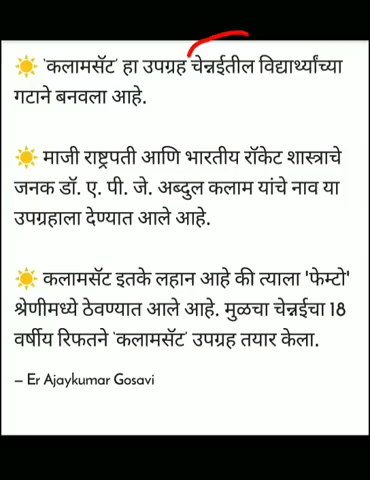 ☀️ 'कलामसॅट' हा उपग्रह चेन्नईतील विद्यार्थ्यांच्या
गटाने बनवला आहे.
☀️ माजी राष्ट्रपती आणि भारतीय रॉकेट शास्त्राचे
जनक डॉ. ए. पी. जे. अब्दुल कलाम यांचे नाव या
उपग्रहाला देण्यात आले आहे.
☀️ कलामसॅट इतके लहान आहे की त्याला 'फेम्टो'
श्रेणीमध्ये ठेवण्यात आले आहे. मुळचा चेन्नईचा 18
वर्षीय रिफतने 'कलामसॅट' उपग्रह तयार केला.
– Er Ajaykumar Gosavi